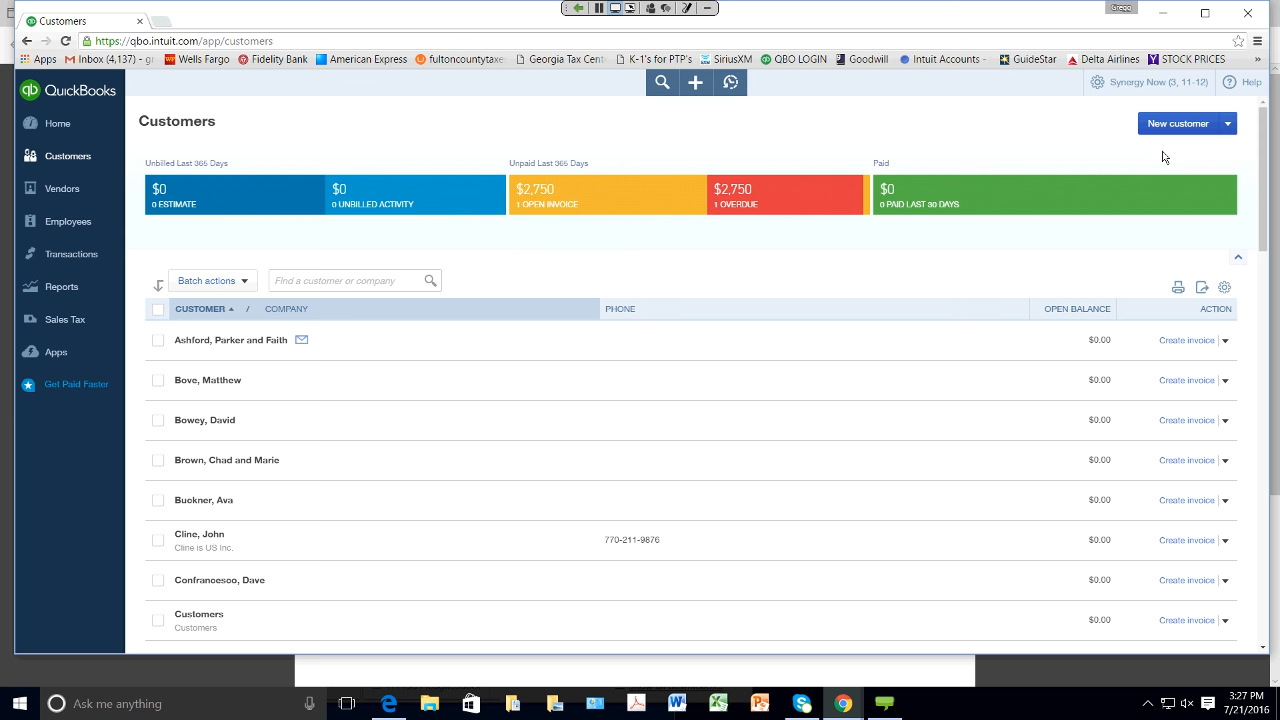 Gregg
Customers
https://qbo.intuit.com/app/customers
Apps
Inbox (4,137) - gr
Wells Fargo
Fidelity Bank
American Express
fultoncountytaxes
Georgia Tax Center
K-1's for PTP's
SiriusXM
QBO LOGIN
Goodwill
Intuit Accounts -
GuideStar
Delta Airlines
STOCK PRICES
»
qb QuickBooks
Synergy Now (3, 11-12)
Help
Home
Customers
Vendors
Employees
Transactions
Reports
Sales Tax
Apps
Get Paid Faster
Customers
New customer
Unbilled Last 365 Days
Unpaid Last 365 Days
Paid
$0
0 ESTIMATE
$0
0 UNBILLED ACTIVITY
$2,750
1 OPEN INVOICE
$2,750
1 OVERDUE
$0
0 PAID LAST 30 DAYS
Batch actions
Find a customer or company
CUSTOMER / COMPANY PHONE OPEN BALANCE ACTION
Ashford, Parker and Faith $0.00 Create invoice
Bove, Matthew $0.00 Create invoice
Bowey, David $0.00 Create invoice
Brown, Chad and Marie $0.00 Create invoice
Buckner, Ava $0.00 Create invoice
Cline, John 770-211-9876 $0.00 Create invoice
Cline is US Inc.
Confrancesco, Dave $0.00 Create invoice
Customers $0.00 Create invoice
Customers
Ask me anything
3:27 PM
7/21/2016